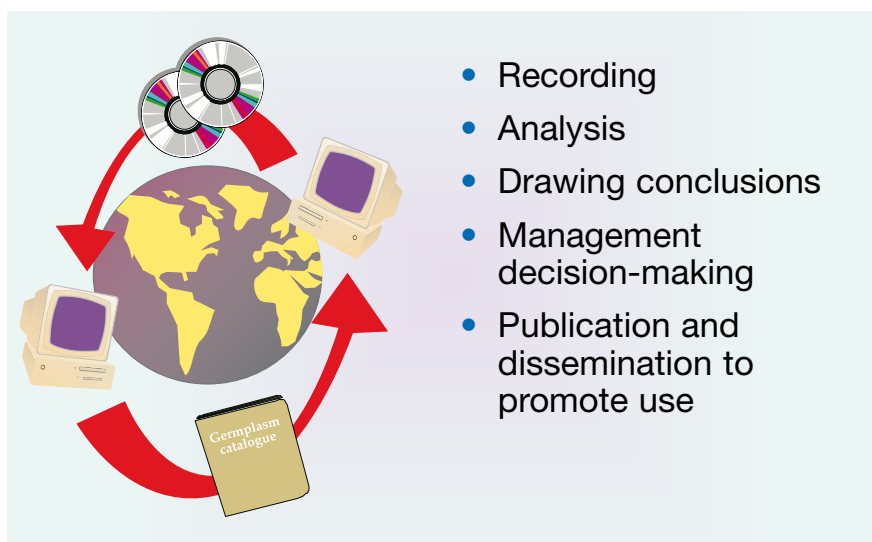 Germplasm
catalogue
• Recording
• Analysis
• Drawing conclusions
• Management
decision-making
• Publication and
dissemination to
promote use